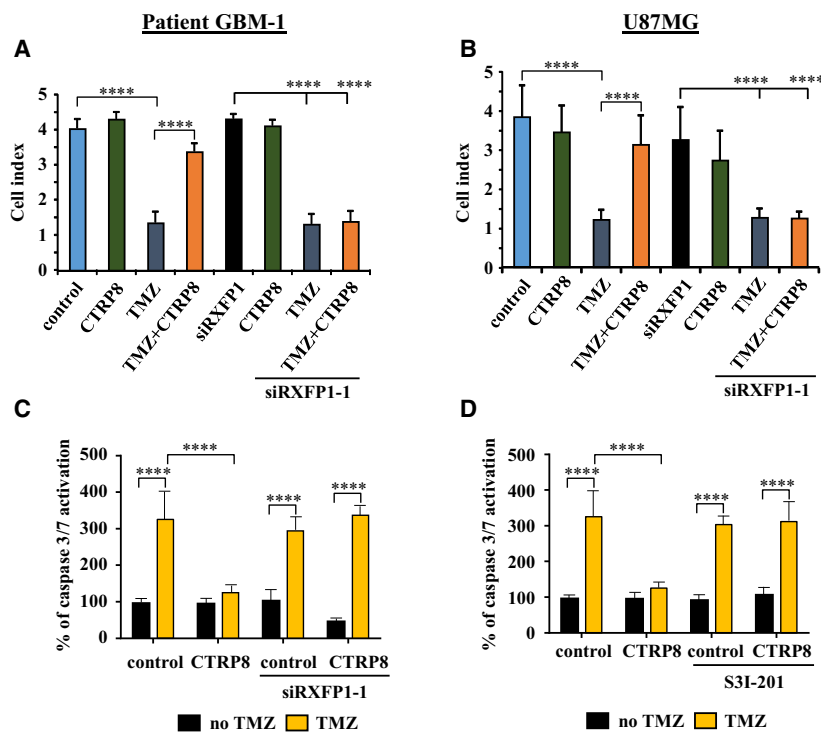 Patient GBM-1
U87MG
A
B
****
****
****
****
Cell index
5
4
3
2
1
0
control
CTRP8
TMZ
TMZ+CTRP8
siRXFP1
CTRP8
TMZ
TMZ+CTRP8
siRXFP1-1
****
****
****
****
Cell index
5
4
3
2
1
0
control
CTRP8
TMZ
TMZ+CTRP8
siRXFP1
CTRP8
TMZ
TMZ+CTRP8
siRXFP1-1
C
D
% of caspase 3/7 activation
500
400
300
200
100
0
****
****
****
****
control CTRP8 control CTRP8
siRXFP1-1
no TMZ TMZ
% of caspase 3/7 activation
500
400
300
200
100
0
****
****
****
****
control CTRP8 control CTRP8
S3I-201
no TMZ TMZ